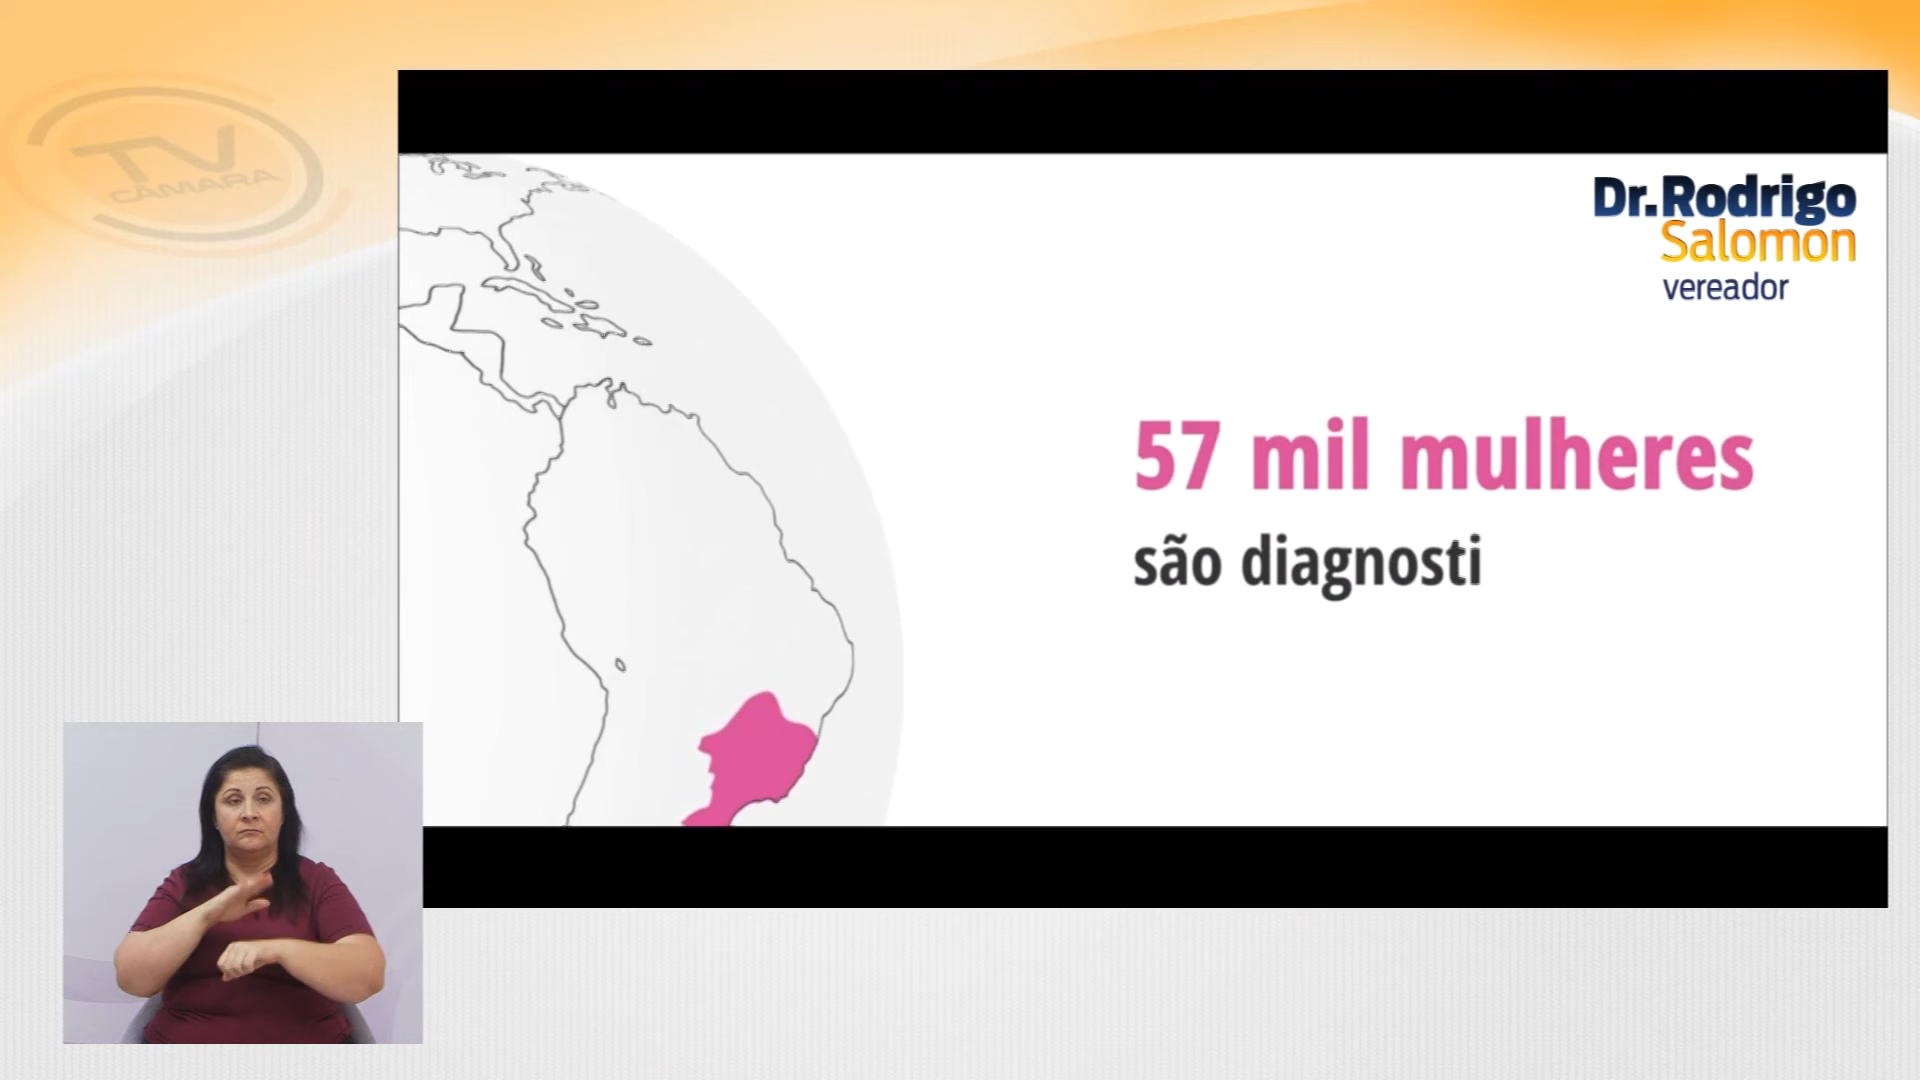 TV
CÂMARA
Dr.Rodrigo
Salomon
vereador
57 mil mulheres
são diagnosti